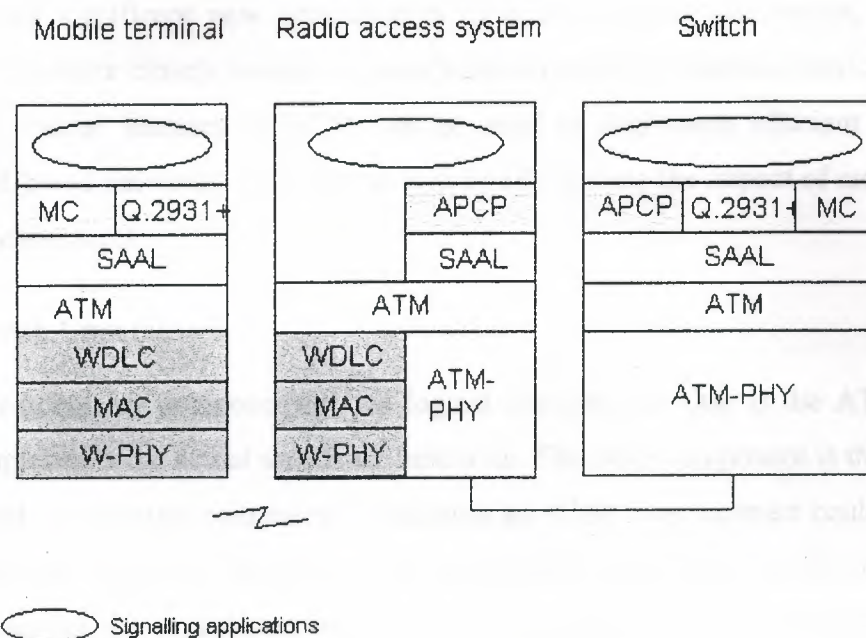 Mobile terminal Radio access system Switch
MC Q.2931+ APCP APCP Q.2931+ MC
SAAL SAAL SAAL
ATM ATM ATM
WDLC WDLC ATM-PHY ATM-PHY
MAC MAC
W-PHY W-PHY
Signalling applications